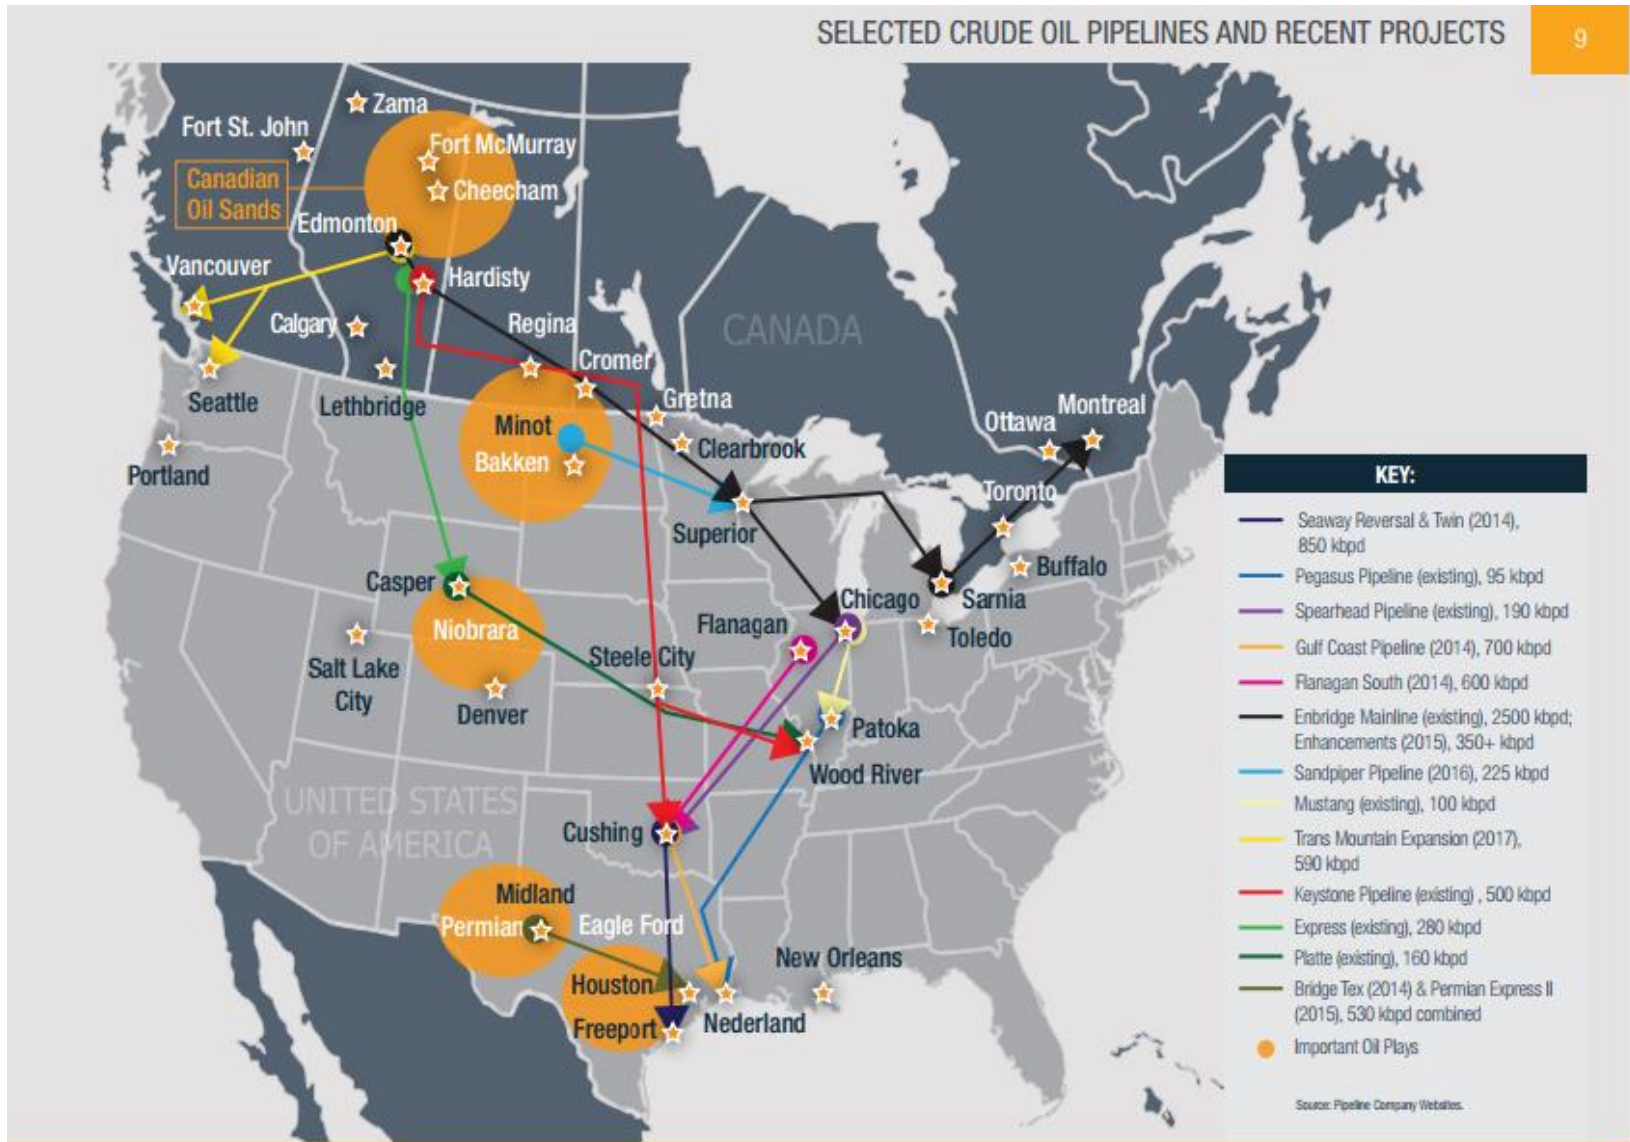 SELECTED CRUDE OIL PIPELINES AND RECENT PROJECTS
9
Zama
Fort St. John
Fort McMurray
Canadian
Oil Sands
Cheecham
Edmonton
Vancouver
Hardisty
Calgary
Regina
CANADA
Cromer
Seattle
Lethbridge
Gretna
Minot
Ottawa
Montreal
Clearbrook
Bakken
Portland
Toronto
Superior
Buffalo
Casper
Chicago
Sarnia
Flanagan
Niobrara
Toledo
Steele City
Salt Lake
City
Denver
Patoka
Wood River
UNITED STATES
OF AMERICA
Cushing
Midland
Permian
Eagle Ford
New Orleans
Houston
Freeport
Nederland
KEY:
Seaway Reversal & Twin (2014),
850 kbpd
Pegasus Pipeline (existing), 95 kbpd
Spearhead Pipeline (existing), 190 kbpd
Gulf Coast Pipeline (2014), 700 kbpd
Flanagan South (2014), 600 kbpd
Enbridge Mainline (existing), 2500 kbpd;
Enhancements (2015), 350+ kbpd
Sandpiper Pipeline (2016), 225 kbpd
Mustang (existing), 100 kbpd
Trans Mountain Expansion (2017),
590 kbpd
Keystone Pipeline (existing) , 500 kbpd
Express (existing), 280 kbpd
Platte (existing), 160 kbpd
Bridge Tex (2014) & Permian Express II
(2015), 530 kbpd combined
Important Oil Plays
Source: Pipeline Company Websites.